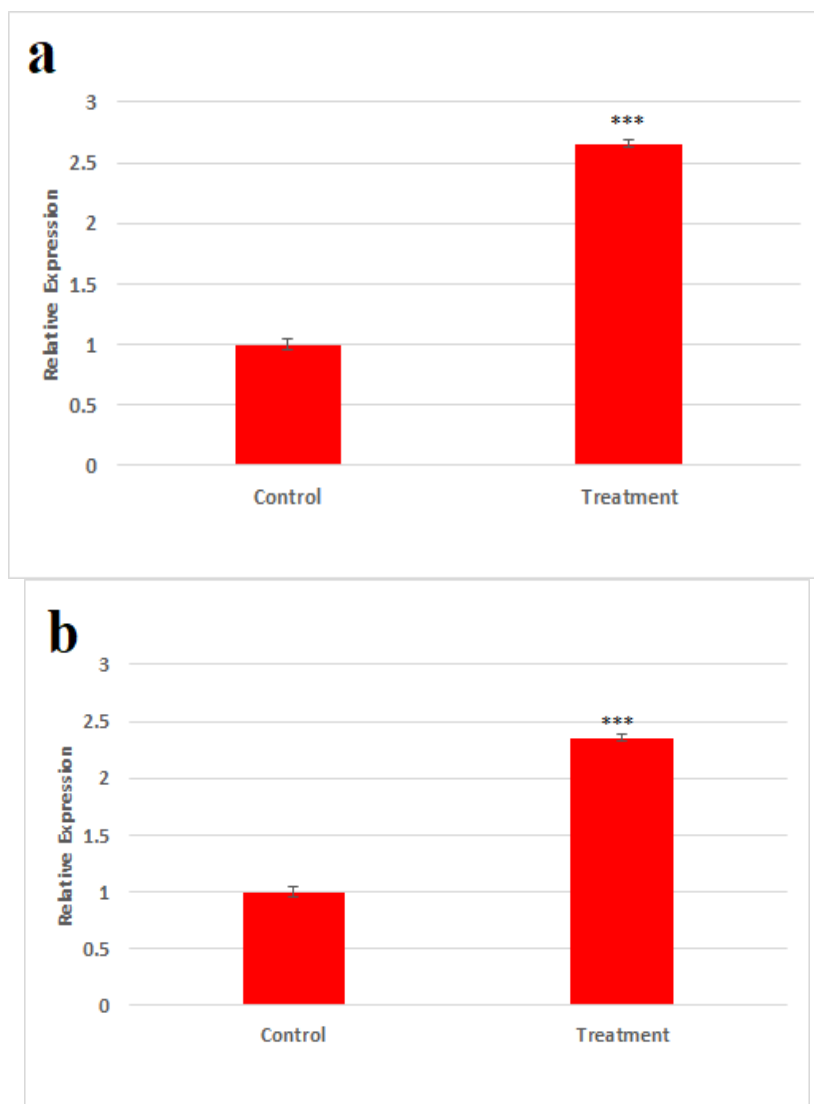 a
3
***
2.5
2
1.5
1
0.5
0
Relative Expression
Control Treatment
b
3
2.5
***
2
1.5
1
0.5
0
Relative Expression
Control Treatment